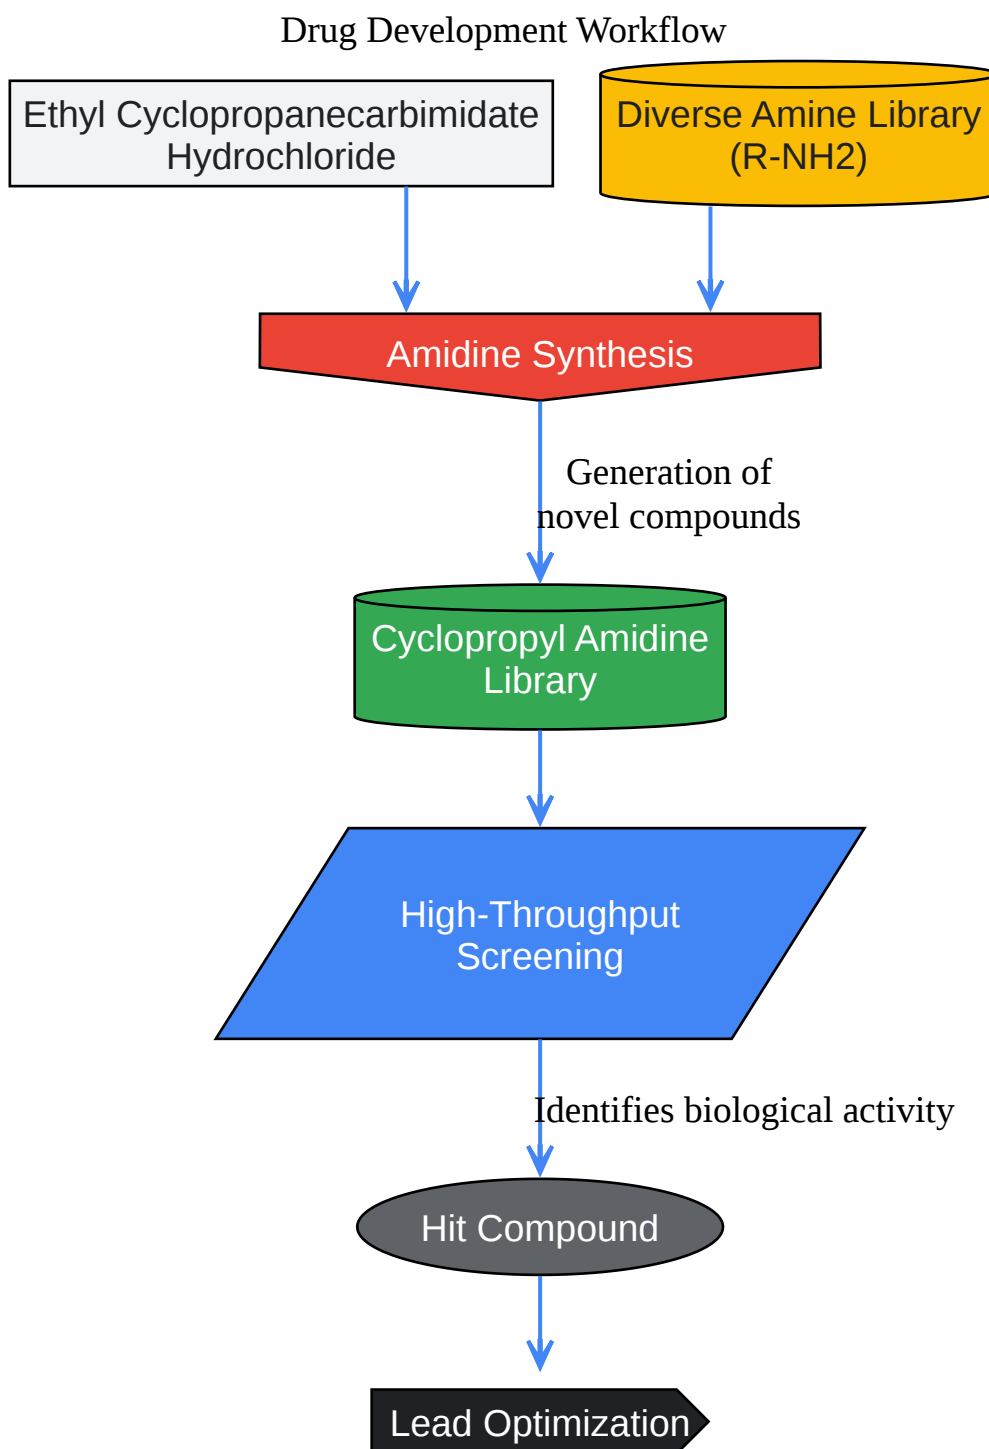 Drug Development Workflow
Ethyl Cyclopropanecarbimidate
Hydrochloride
Diverse Amine Library
(R-NH2)
Amidine Synthesis
Generation of
novel compounds
Cyclopropyl Amidine
Library
High-Throughput
Screening
Identifies biological activity
Hit Compound
Lead Optimization